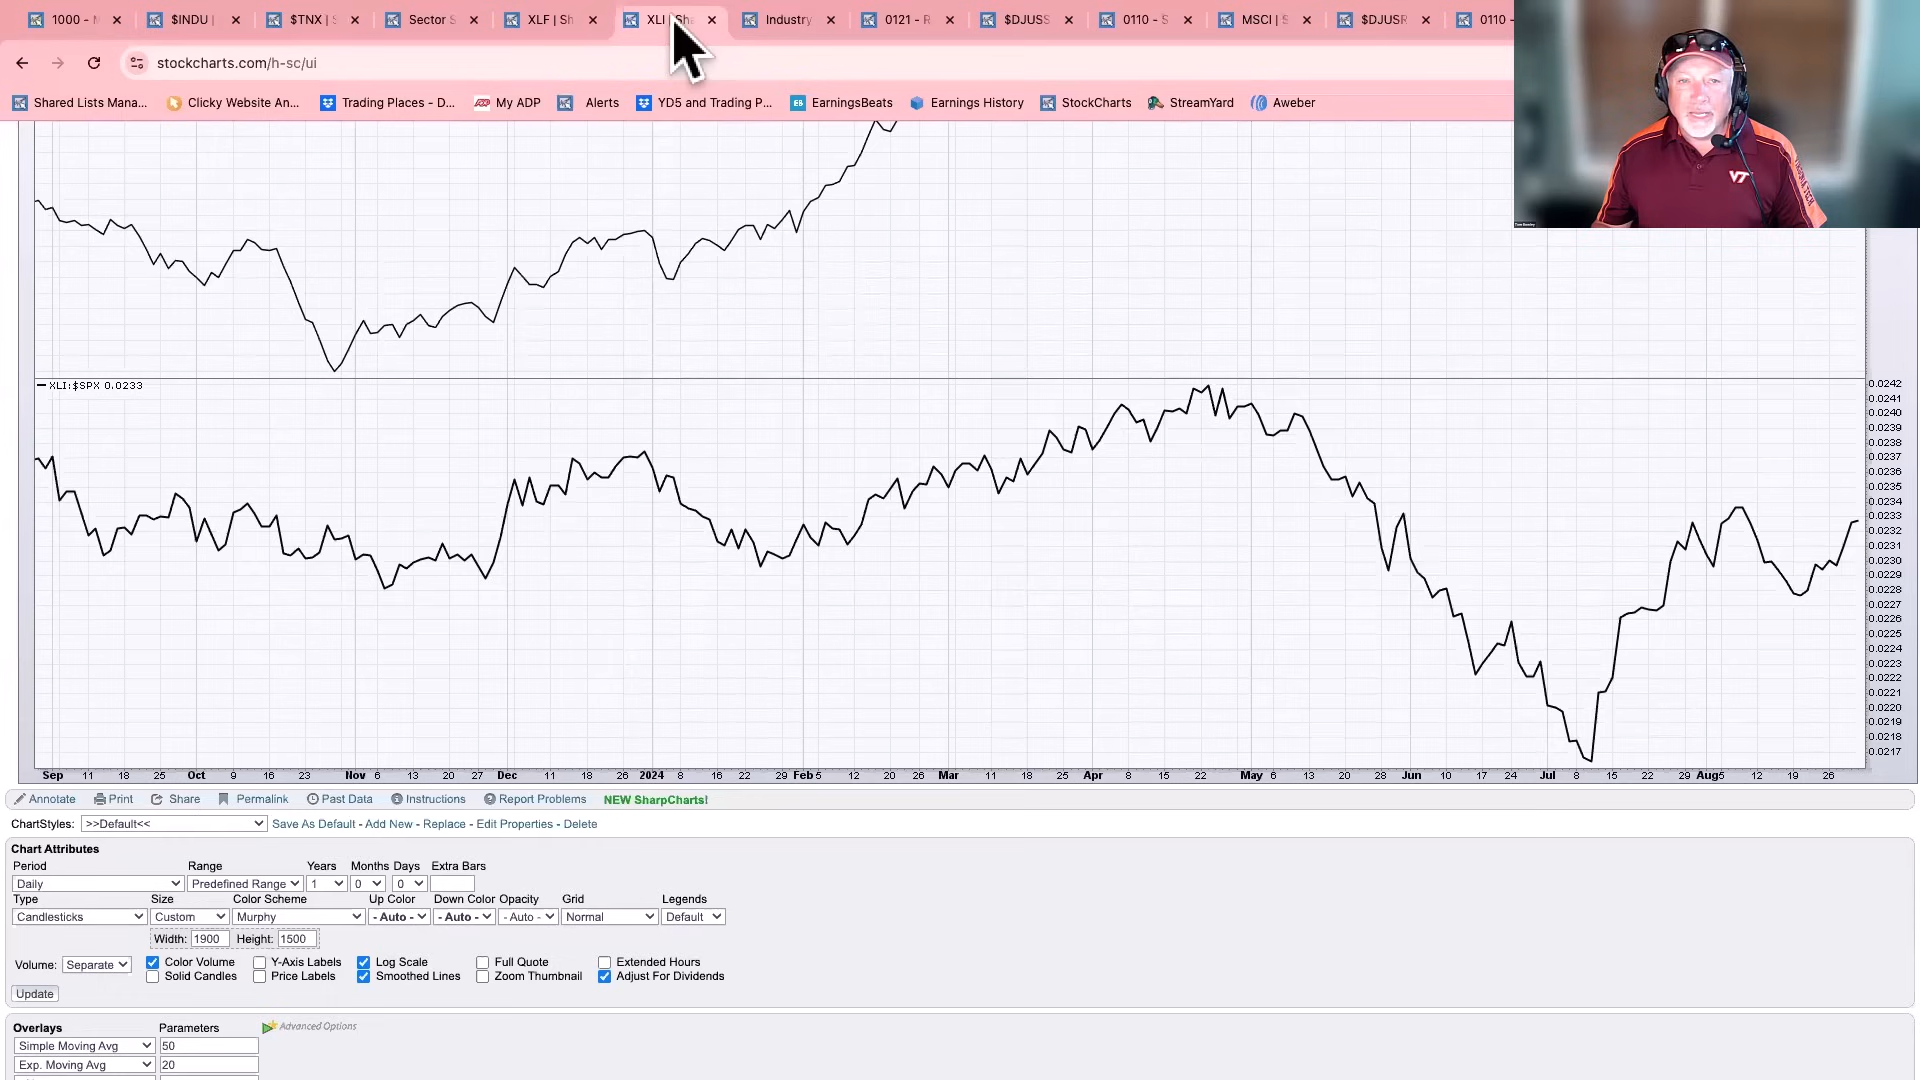 1000 - M
$INDU |
$TNX | S
Sector S
XLF | Sh
XLI | Sh
Industry
0121 - R
$DJUSS
0110 - S
MSCI | S
$DJUSR
0110 -
stockcharts.com/h-sc/ui
Shared Lists Mana...
Clicky Website An...
Trading Places - D...
My ADP
Alerts
YD5 and Trading P...
EarningsBeats
Earnings History
StockCharts
StreamYard
Aweber
VT
XLI:$SPX 0.0233
0.0242
0.0241
0.0240
0.0239
0.0238
0.0237
0.0236
0.0235
0.0234
0.0233
0.0232
0.0231
0.0230
0.0229
0.0228
0.0227
0.0226
0.0225
0.0224
0.0223
0.0222
0.0221
0.0220
0.0219
0.0218
0.0217
Sep 11 18 25 Oct 9 16 23 Nov 6 13 20 27 Dec 11 18 26 2024 8 16 22 29 Feb 5 12 20 26 Mar 11 18 25 Apr 8 15 22 May 6 13 20 28 Jun 10 17 24 Jul 8 15 22 29 Aug 5 12 19 26
Annotate Print Share Permalink Past Data Instructions Report Problems NEW SharpCharts!
ChartStyles: >>Default<< Save As Default - Add New - Replace - Edit Properties - Delete
Chart Attributes
Period Range Years Months Days Extra Bars
Daily Predefined Range 1 0 0
Type Size Color Scheme Up Color Down Color Opacity Grid Legends
Candlesticks Custom Murphy - Auto - - Auto - - Auto - Normal Default
Width: 1900 Height: 1500
Volume: Separate Color Volume Y-Axis Labels Log Scale Full Quote Extended Hours
Solid Candles Price Labels Smoothed Lines Zoom Thumbnail Adjust For Dividends
Update
Overlays Parameters Advanced Options
Simple Moving Avg 50
Exp. Moving Avg 20